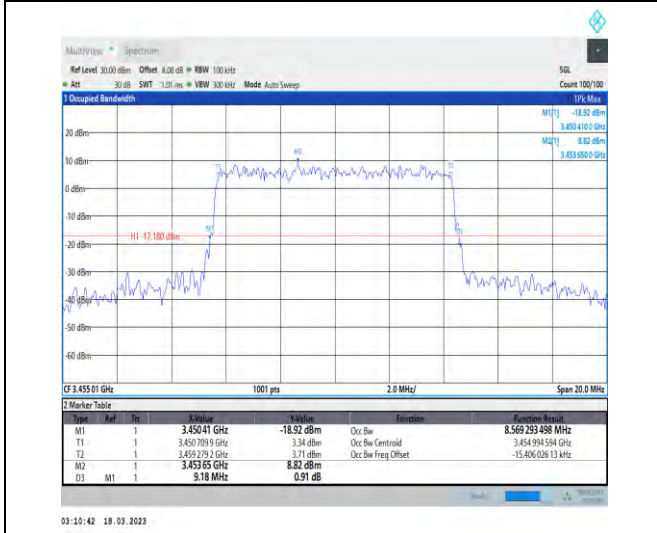 MultiView Spectrum
Ref Level 30.00 dBm Offset 8.08 dB RBW 100 kHz SGL
Att 30 dB SWT 1.01 ms VBW 300 kHz Mode Auto Sweep Count 100/100
1 Occupied Bandwidth 1Pk Max
M1[1] -18.92 dBm
3.450 410 0 GHz
M2[1] 8.82 dBm
3.453 650 0 GHz
20 dBm
M2
10 dBm
T1
0 dBm
-10 dBm
M1
H1 -17.180 dBm
-20 dBm
-30 dBm
-40 dBm
-50 dBm
-60 dBm
CF 3.455 01 GHz 1001 pts 2.0 MHz/ Span 20.0 MHz
2 Marker Table
Type Ref Trc X-Value Y-Value Function Function Result
M1 1 3.450 41 GHz -18.92 dBm Occ Bw 8.569 293 498 MHz
T1 1 3.450 709 9 GHz 3.34 dBm Occ Bw Centroid 3.454 994 594 GHz
T2 1 3.459 279 2 GHz 3.71 dBm Occ Bw Freq Offset -15.406 026 13 kHz
M2 1 3.453 65 GHz 8.82 dBm
D3 M1 1 9.18 MHz 0.91 dB
03:10:42 18.03.2023